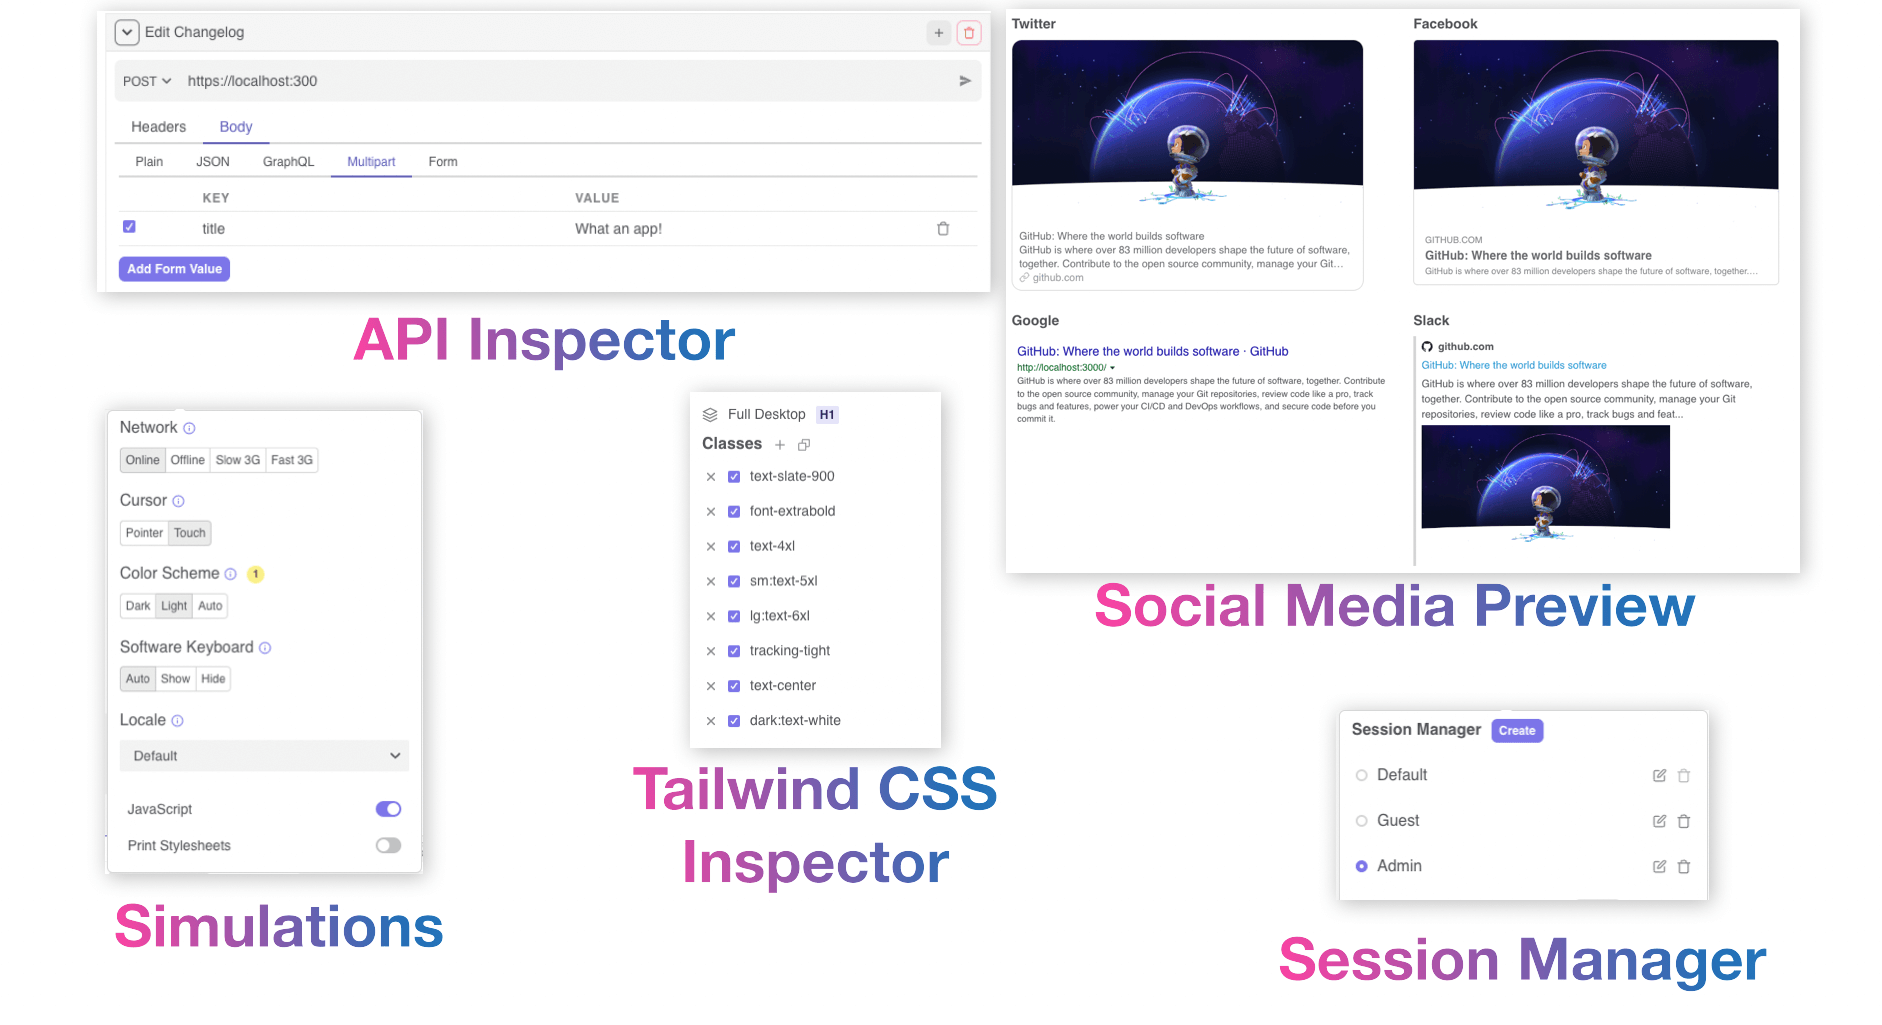 Edit Changelog
POST https://localhost:300
Headers Body
Plain JSON GraphQL Multipart Form
KEY VALUE
title What an app!
Add Form Value
API Inspector
Twitter
GitHub: Where the world builds software
GitHub is where over 83 million developers shape the future of software,
together. Contribute to the open source community, manage your Git...
github.com
Facebook
GITHUB.COM
GitHub: Where the world builds software
GitHub is where over 83 million developers shape the future of software, together....
Google
GitHub: Where the world builds software · GitHub
http://localhost:3000/
GitHub is where over 83 million developers shape the future of software, together. Contribute
to the open source community, manage your Git repositories, review code like a pro, track
bugs and features, power your CI/CD and DevOps workflows, and secure code before you
commit it.
Slack
github.com
GitHub: Where the world builds software
GitHub is where over 83 million developers shape the future of software,
together. Contribute to the open source community, manage your Git
repositories, review code like a pro, track bugs and feat...
Social Media Preview
Network
Online Offline Slow 3G Fast 3G
Cursor
Pointer Touch
Color Scheme 1
Dark Light Auto
Software Keyboard
Auto Show Hide
Locale
Default
JavaScript
Print Stylesheets
Simulations
Full Desktop H1
Classes
text-slate-900
font-extrabold
text-4xl
sm:text-5xl
lg:text-6xl
tracking-tight
text-center
dark:text-white
Tailwind CSS
Inspector
Session Manager Create
Default
Guest
Admin
Session Manager